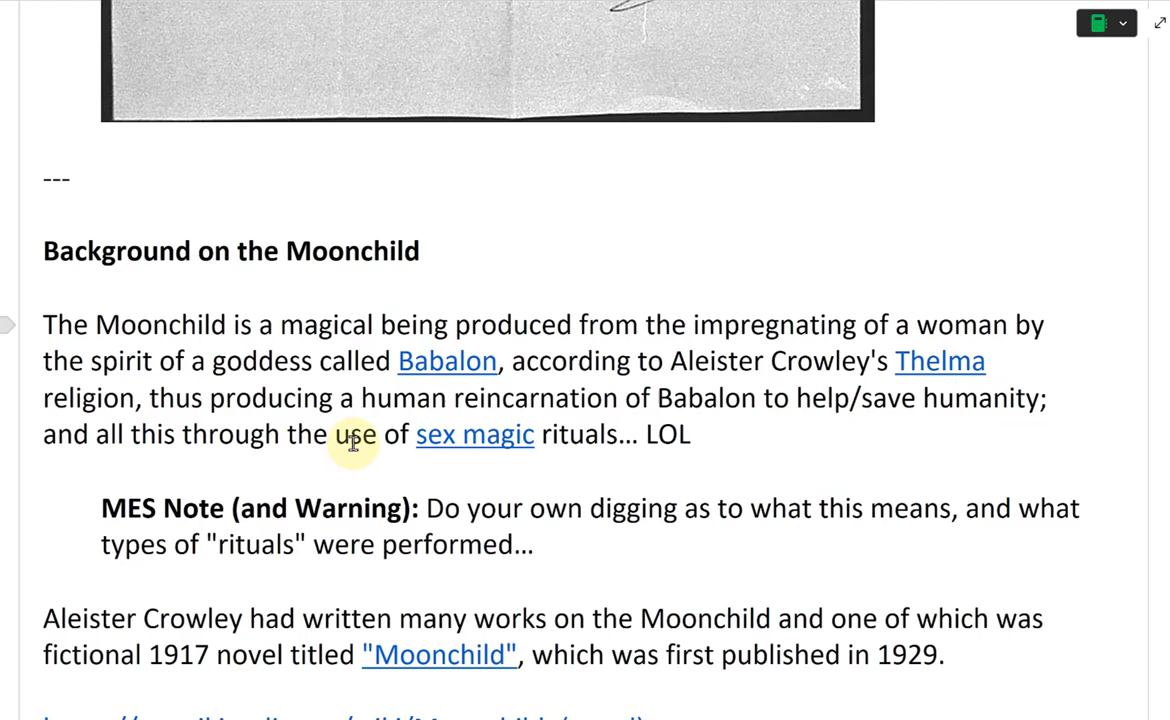 ---
Background on the Moonchild
The Moonchild is a magical being produced from the impregnating of a woman by
the spirit of a goddess called Babalon, according to Aleister Crowley's Thelma
religion, thus producing a human reincarnation of Babalon to help/save humanity;
and all this through the use of sex magic rituals... LOL
MES Note (and Warning): Do your own digging as to what this means, and what
types of "rituals" were performed...
Aleister Crowley had written many works on the Moonchild and one of which was
fictional 1917 novel titled "Moonchild", which was first published in 1929.